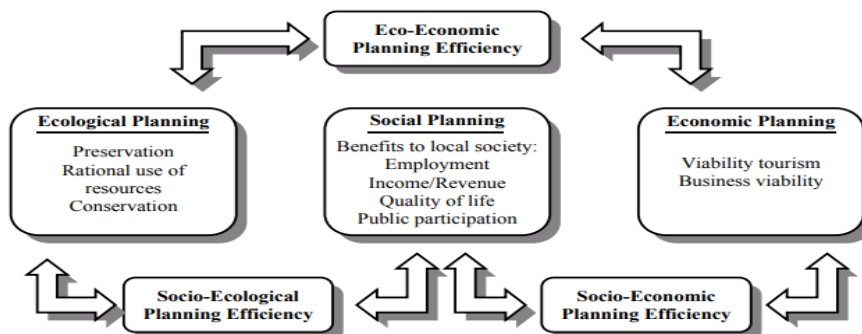 Eco-Economic
Planning Efficiency
Ecological Planning
Preservation
Rational use of
resources
Conservation
Social Planning
Benefits to local society:
Employment
Income/Revenue
Quality of life
Public participation
Economic Planning
Viability tourism
Business viability
Socio-Ecological
Planning Efficiency
Socio-Economic
Planning Efficiency